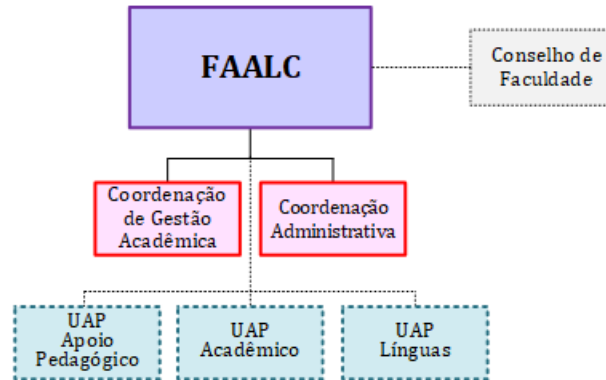 FAALC
Conselho de
Faculdade
Coordenação
de Gestão
Acadêmica
Coordenação
Administrativa
UAP
Apoio
Pedagógico
UAP
Acadêmico
UAP
Línguas